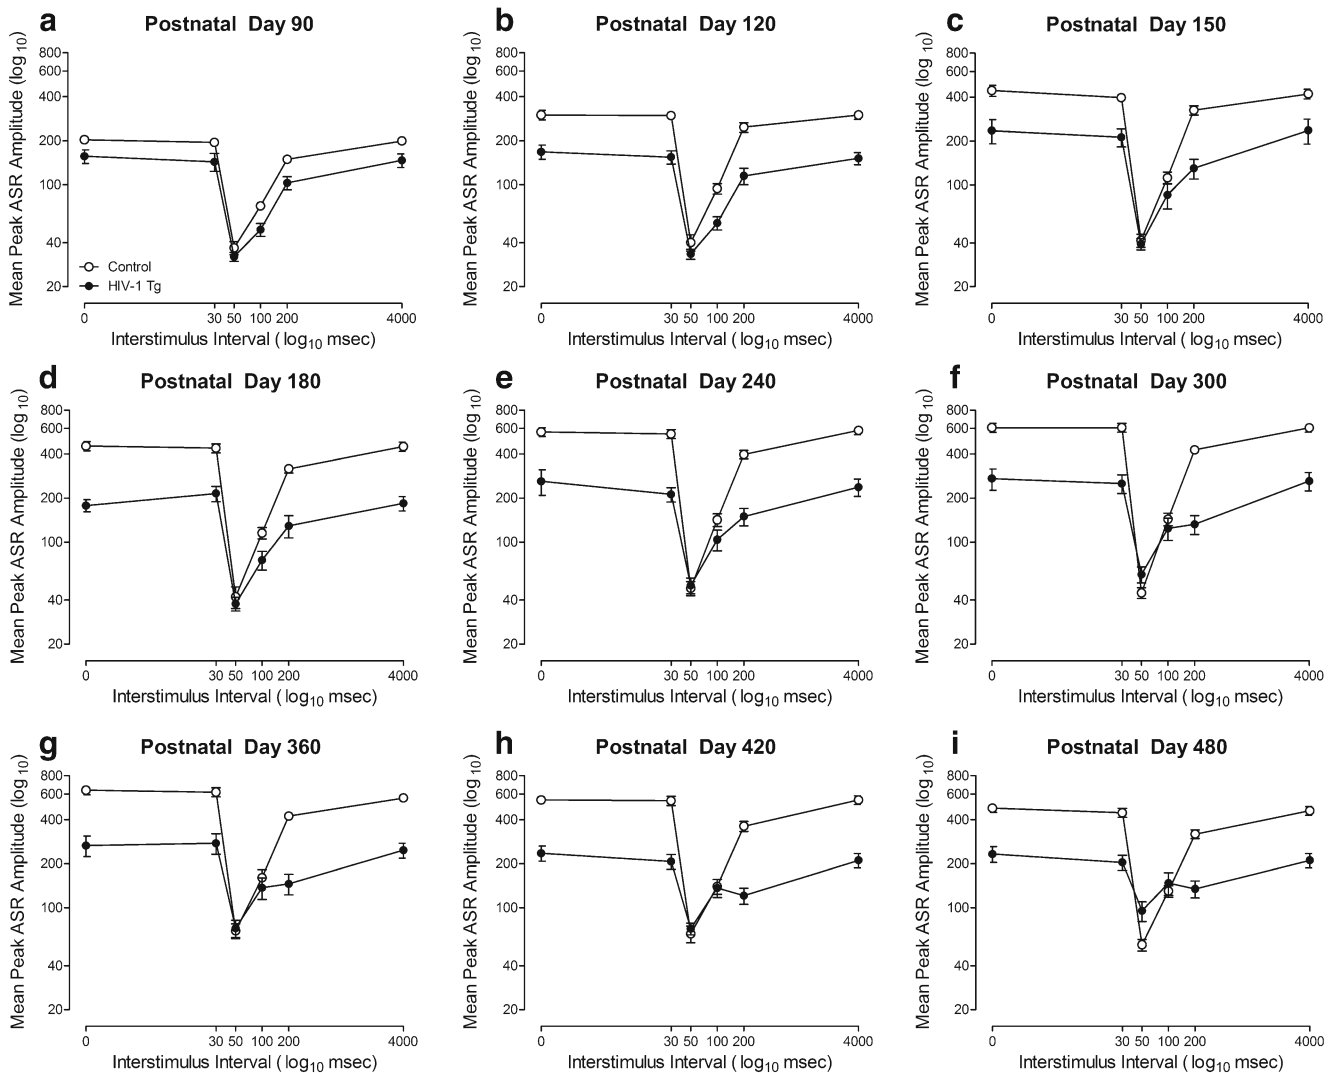 a Postnatal Day 90
Mean Peak ASR Amplitude (log10)
800
600
400
200
100
40
20
Control
HIV-1 Tg
0 30 50 100 200 4000
Interstimulus Interval (log10 msec)
b Postnatal Day 120
Mean Peak ASR Amplitude (log10)
800
600
400
200
100
40
20
0 30 50 100 200 4000
Interstimulus Interval (log10 msec)
c Postnatal Day 150
Mean Peak ASR Amplitude (log10)
800
600
400
200
100
40
20
0 30 50 100 200 4000
Interstimulus Interval (log10 msec)
d Postnatal Day 180
Mean Peak ASR Amplitude (log10)
800
600
400
200
100
40
20
0 30 50 100 200 4000
Interstimulus Interval (log10 msec)
e Postnatal Day 240
Mean Peak ASR Amplitude (log10)
800
600
400
200
100
40
20
0 30 50 100 200 4000
Interstimulus Interval (log10 msec)
f Postnatal Day 300
Mean Peak ASR Amplitude (log10)
800
600
400
200
100
40
20
0 30 50 100 200 4000
Interstimulus Interval (log10 msec)
g Postnatal Day 360
Mean Peak ASR Amplitude (log10)
800
600
400
200
100
40
20
0 30 50 100 200 4000
Interstimulus Interval (log10 msec)
h Postnatal Day 420
Mean Peak ASR Amplitude (log10)
800
600
400
200
100
40
20
0 30 50 100 200 4000
Interstimulus Interval (log10 msec)
i Postnatal Day 480
Mean Peak ASR Amplitude (log10)
800
600
400
200
100
40
20
0 30 50 100 200 4000
Interstimulus Interval (log10 msec)